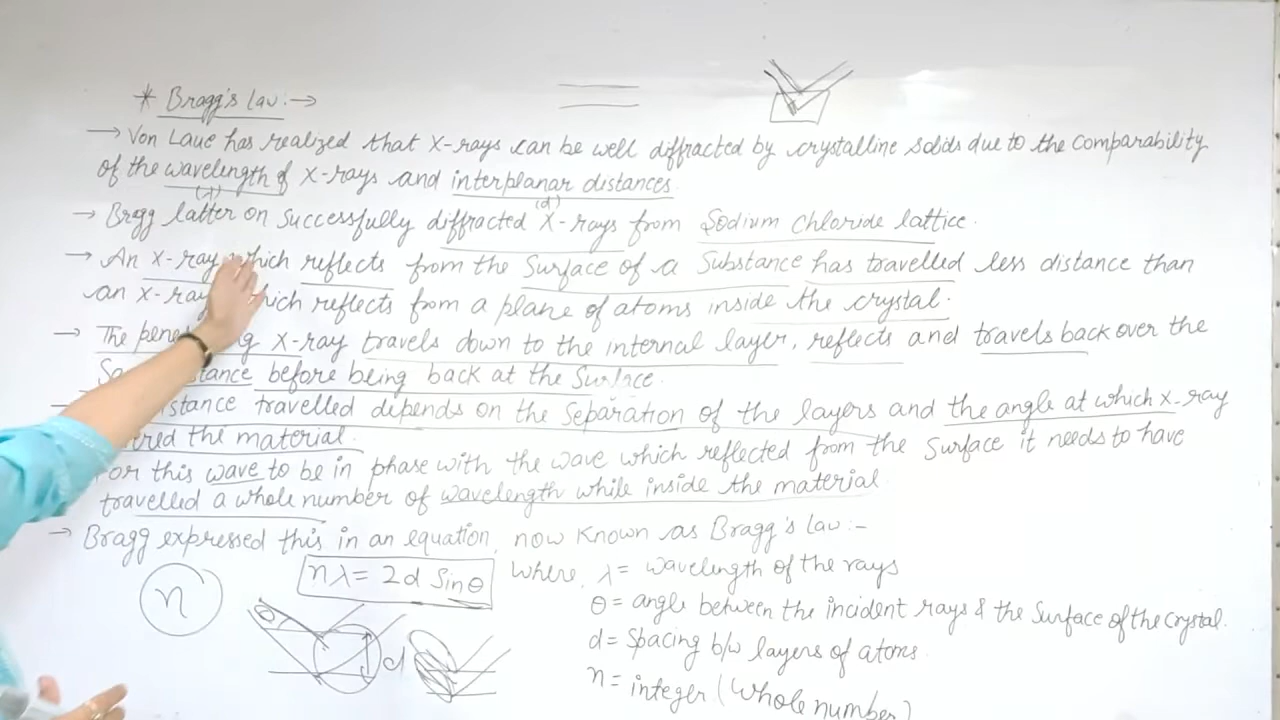 * Bragg's Law:→
→ Von Laue has realized that X-rays can be well diffracted by crystalline solids due to the comparability
of the wavelength of X-rays and interplanar distances.
(λ) (d)
→ Bragg latter on successfully diffracted X-rays from Sodium chloride lattice.
→ An X-ray which reflects from the Surface of a Substance has travelled less distance than
an X-ray which reflects from a plane of atoms inside the crystal.
→ The X-ray travels down to the internal layer, reflects and travels back over the
before being back at the Surface.
travelled depends on the Separation of the layers and the angle at which X-ray
the material.
For this wave to be in phase with the wave which reflected from the Surface it needs to have
travelled a whole number of wavelength while inside the material
→ Bragg expressed this in an equation, now known as Bragg's Law:-
nλ = 2d Sinθ Where, λ = wavelength of the rays
n
θ = angle between the incident rays & the Surface of the crystal.
θ
d
d = Spacing b/w layers of atoms.
n = integer (Whole number)